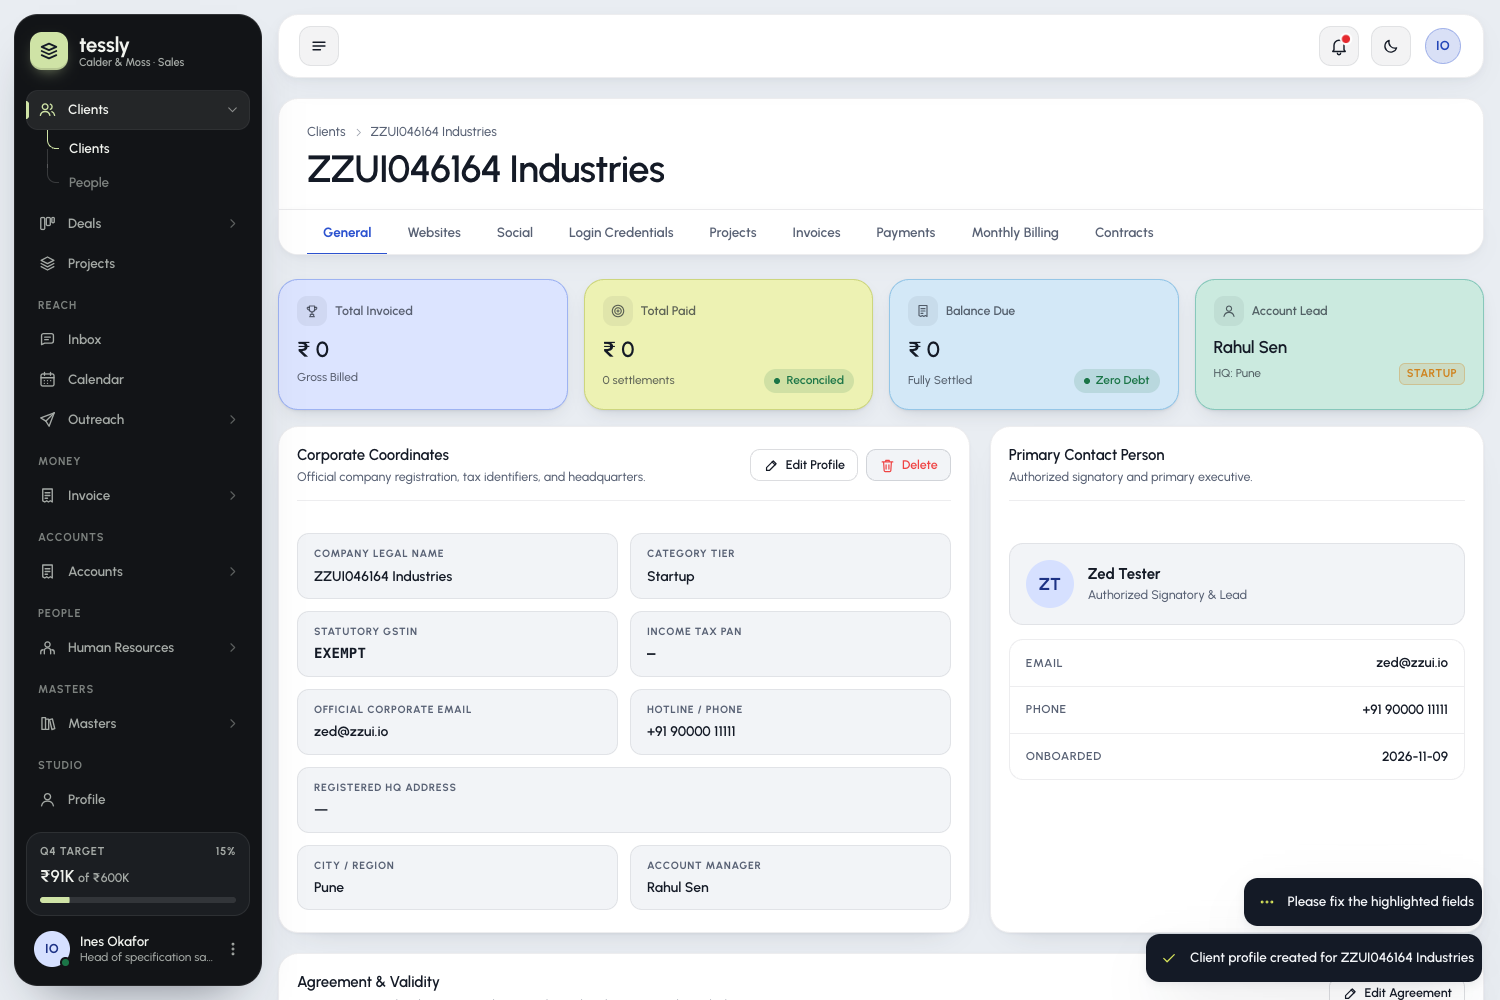 tessly
Calder & Moss · Sales
Clients
Clients
People
Deals
Projects
REACH
Inbox
Calendar
Outreach
MONEY
Invoice
ACCOUNTS
Accounts
PEOPLE
Human Resources
MASTERS
Masters
STUDIO
Profile
Q4 TARGET 15%
₹91K of ₹600K
IO
Ines Okafor
Head of specification sa...
IO
Clients > ZZUI046164 Industries
ZZUI046164 Industries
General Websites Social Login Credentials Projects Invoices Payments Monthly Billing Contracts
Total Invoiced
₹ 0
Gross Billed
Total Paid
₹ 0
0 settlements
Reconciled
Balance Due
₹ 0
Fully Settled
Zero Debt
Account Lead
Rahul Sen
HQ: Pune
STARTUP
Corporate Coordinates
Official company registration, tax identifiers, and headquarters.
Edit Profile
Delete
COMPANY LEGAL NAME
ZZUI046164 Industries
CATEGORY TIER
Startup
STATUTORY GSTIN
EXEMPT
INCOME TAX PAN
—
OFFICIAL CORPORATE EMAIL
zed@zzui.io
HOTLINE / PHONE
+91 90000 11111
REGISTERED HQ ADDRESS
—
CITY / REGION
Pune
ACCOUNT MANAGER
Rahul Sen
Primary Contact Person
Authorized signatory and primary executive.
ZT
Zed Tester
Authorized Signatory & Lead
EMAIL zed@zzui.io
PHONE +91 90000 11111
ONBOARDED 2026-11-09
Please fix the highlighted fields
Client profile created for ZZUI046164 Industries
Agreement & Validity
Edit Agreement